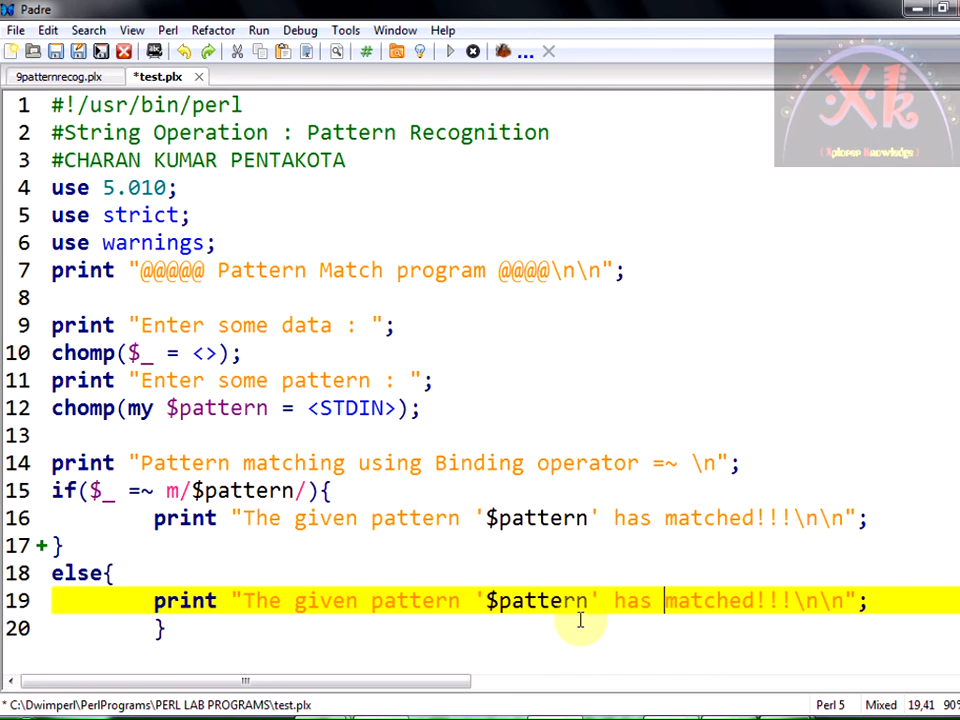 Padre
File Edit Search View Perl Refactor Run Debug Tools Window Help
9patternrecog.plx *test.plx
Xk
( Xplorer Knowledge )
1 #!/usr/bin/perl
2 #String Operation : Pattern Recognition
3 #CHARAN KUMAR PENTAKOTA
4 use 5.010;
5 use strict;
6 use warnings;
7 print "@@@@@ Pattern Match program @@@@\n\n";
8
9 print "Enter some data : ";
10 chomp($_ = <>);
11 print "Enter some pattern : ";
12 chomp(my $pattern = <STDIN>);
13
14 print "Pattern matching using Binding operator =~ \n";
15 if($_ =~ m/$pattern/){
16 print "The given pattern '$pattern' has matched!!!\n\n";
17 + }
18 else{
19 print "The given pattern '$pattern' has matched!!!\n\n";
20 }
* C:\Dwimperl\PerlPrograms\PERL LAB PROGRAMS\test.plx Perl 5 Mixed 19,41 90%